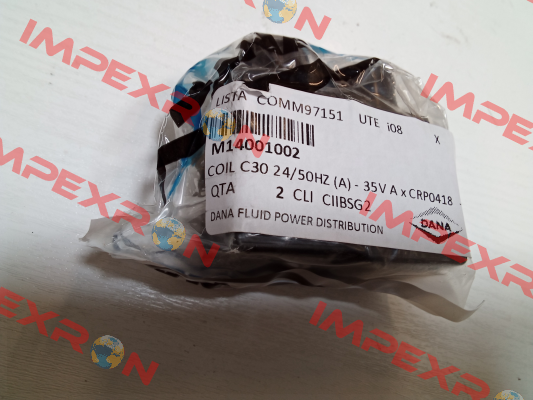 LISTA COMM97151 UTE i08 X
M14001002
COIL C30 24/50HZ (A) - 35V A x CRP0418
QTA 2 CLI CIIBSG2
DANA FLUID POWER DISTRIBUTION
DANA
IMPEXRON
IMPEXRON
IMPEXRON
IMPEXRON